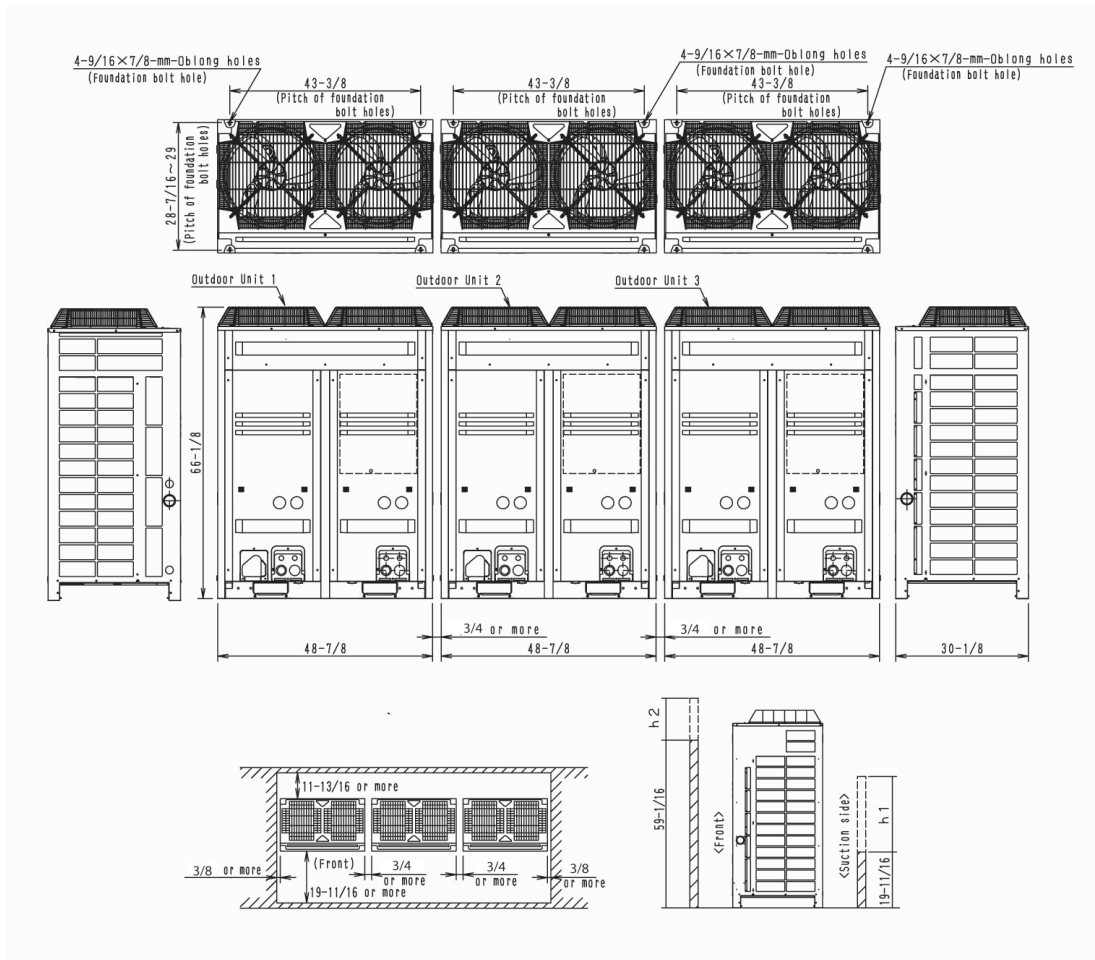 4-9/16×7/8-mm-Oblong holes
(Foundation bolt hole)
4-9/16×7/8-mm-Oblong holes
(Foundation bolt hole)
4-9/16×7/8-mm-Oblong holes
(Foundation bolt hole)
43-3/8
(Pitch of foundation
bolt holes)
43-3/8
(Pitch of foundation
bolt holes)
43-3/8
(Pitch of foundation
bolt holes)
28-7/16~29
(Pitch of foundation
bolt holes)
Outdoor Unit 1
Outdoor Unit 2
Outdoor Unit 3
66-1/8
3/4 or more
3/4 or more
48-7/8
48-7/8
48-7/8
30-1/8
11-13/16 or more
(Front)
3/8 or more
3/4
or more
3/4
or more
3/8
or more
19-11/16 or more
h2
59-1/16
<Front>
<Suction side>
h1
19-11/16